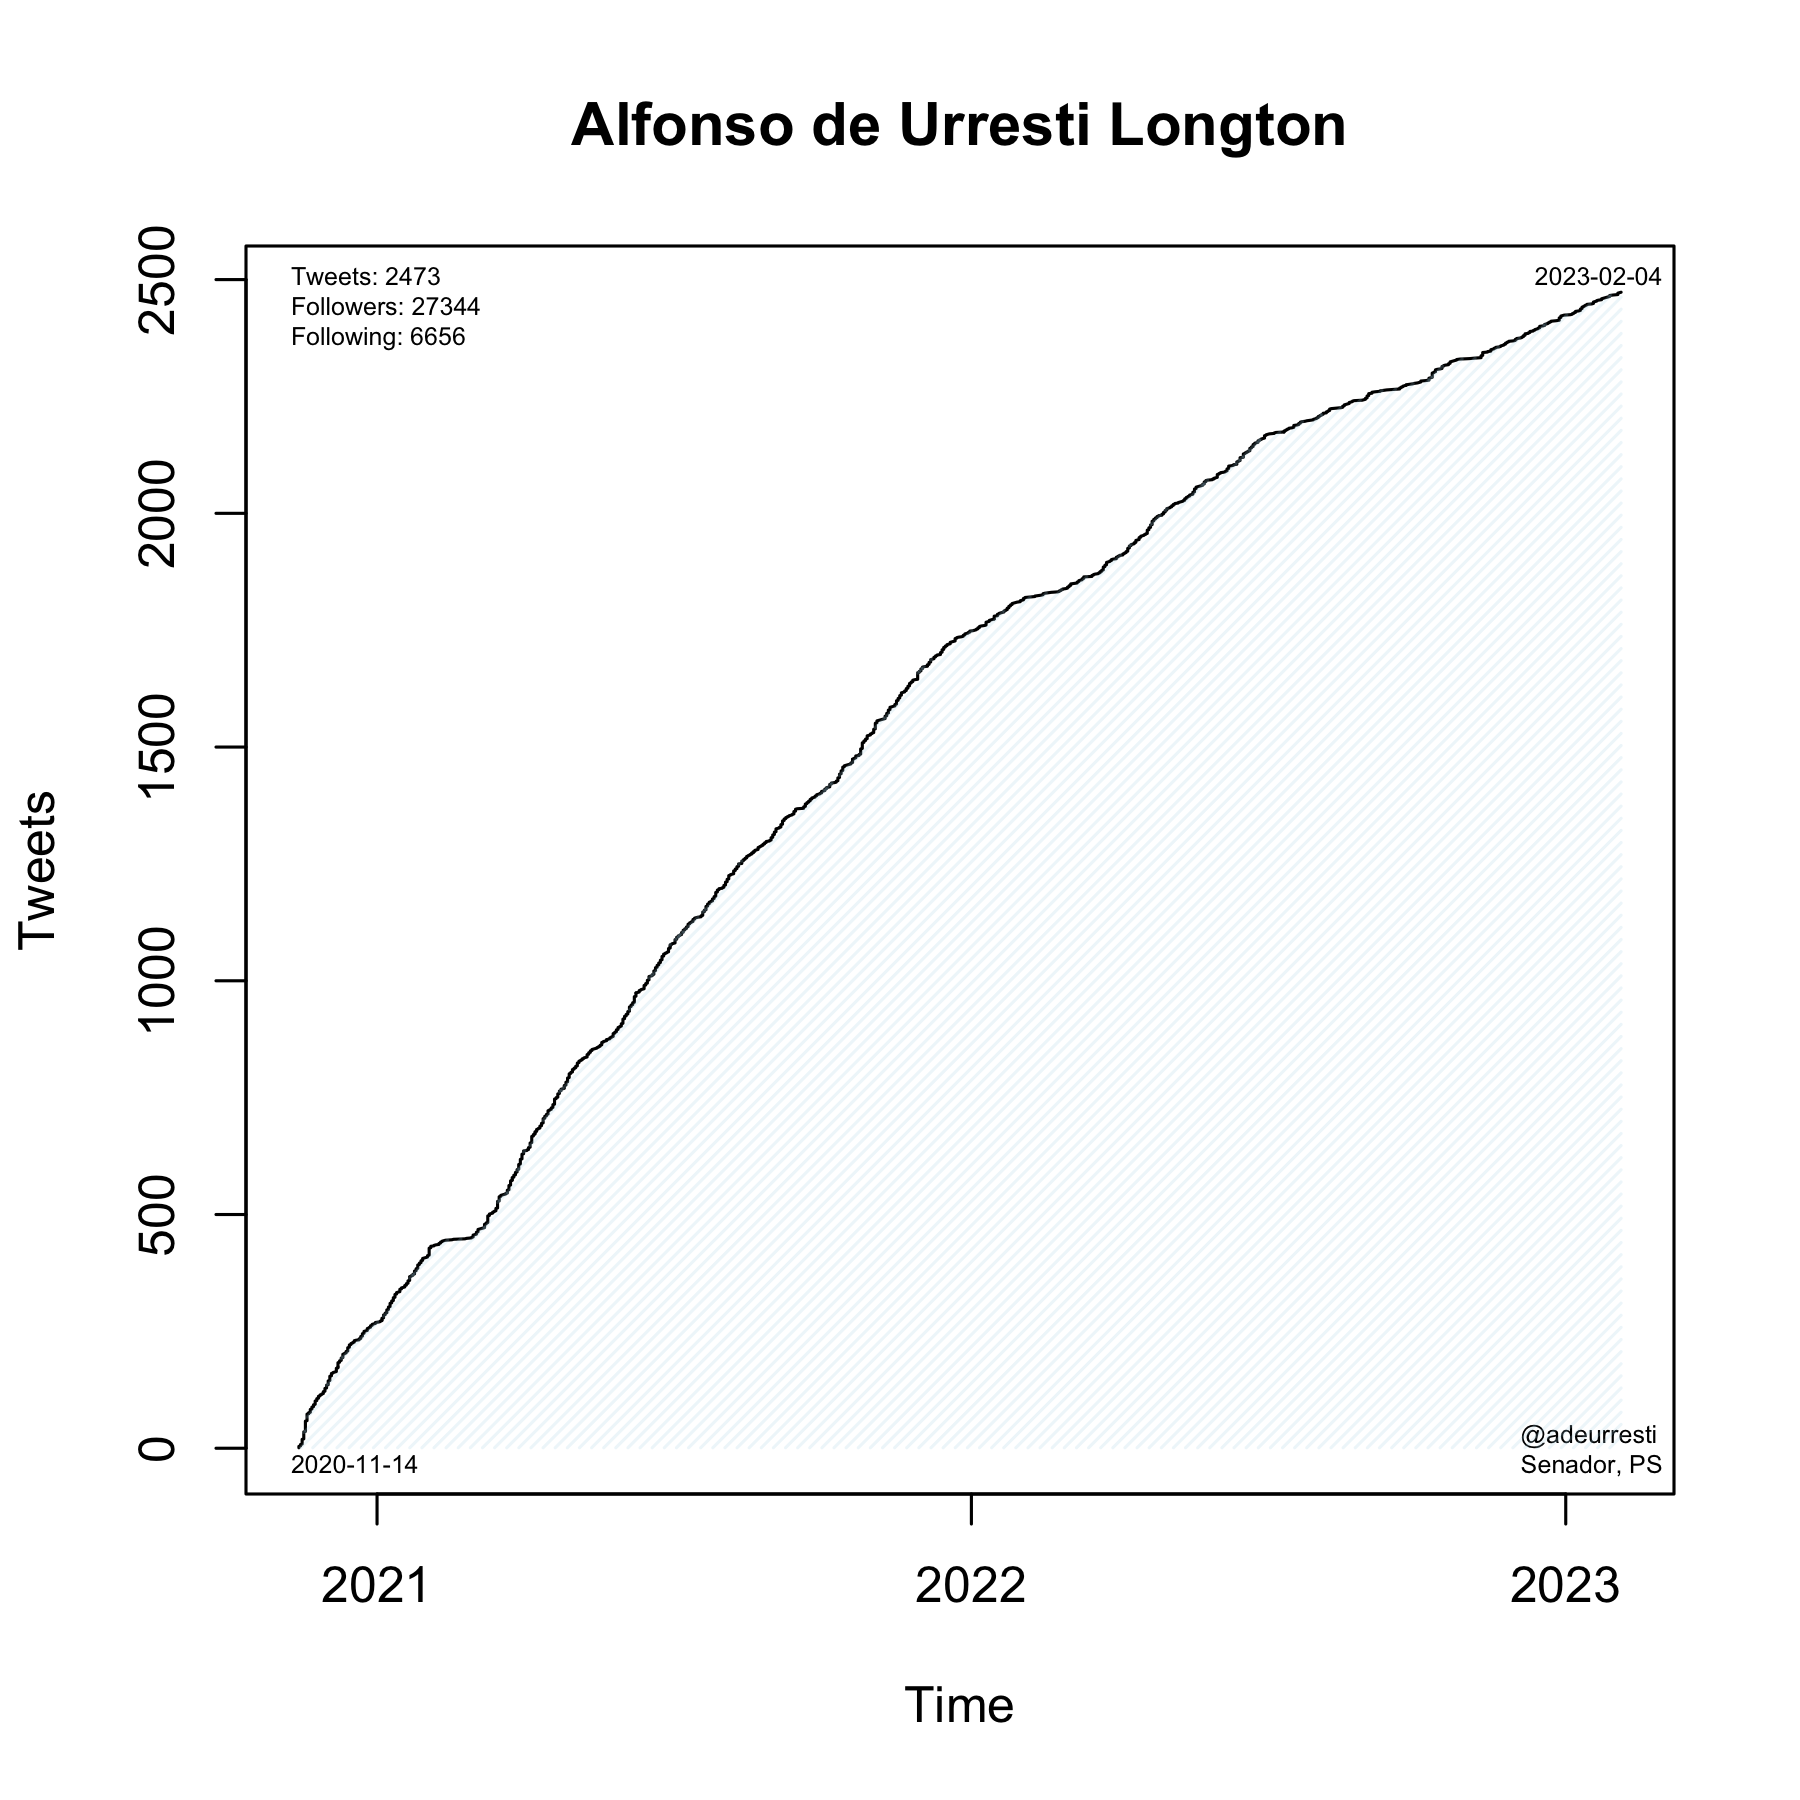 Alfonso de Urresti Longton
Tweets: 2473
Followers: 27344
Following: 6656
2023-02-04
2500
2000
1500
1000
500
0
Tweets
2020-11-14
@adeurresti
Senador, PS
2021
2022
2023
Time